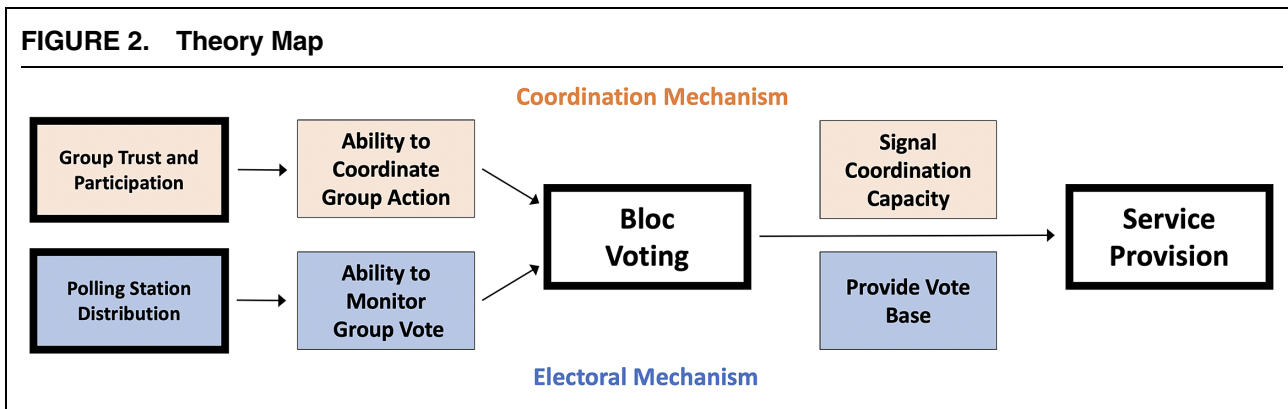 FIGURE 2. Theory Map
Coordination Mechanism
Group Trust and
Participation
Ability to
Coordinate
Group Action
Signal
Coordination
Capacity
Bloc
Voting
Service
Provision
Polling Station
Distribution
Ability to
Monitor
Group Vote
Provide Vote
Base
Electoral Mechanism